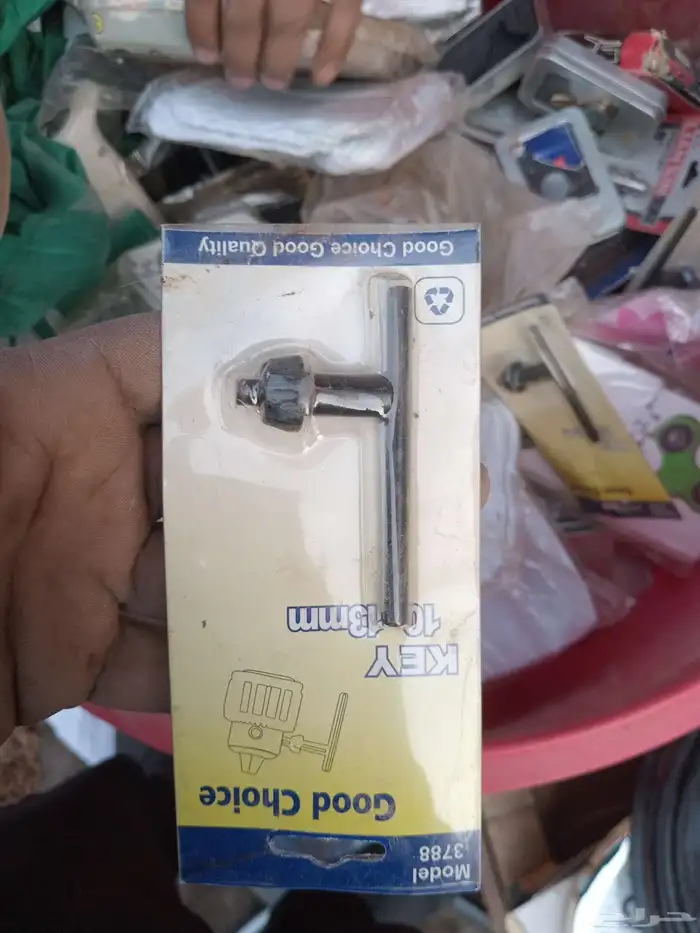 Model
3788
Good Choice
KEY
10-13mm
Good Choice Good Quality
حراج